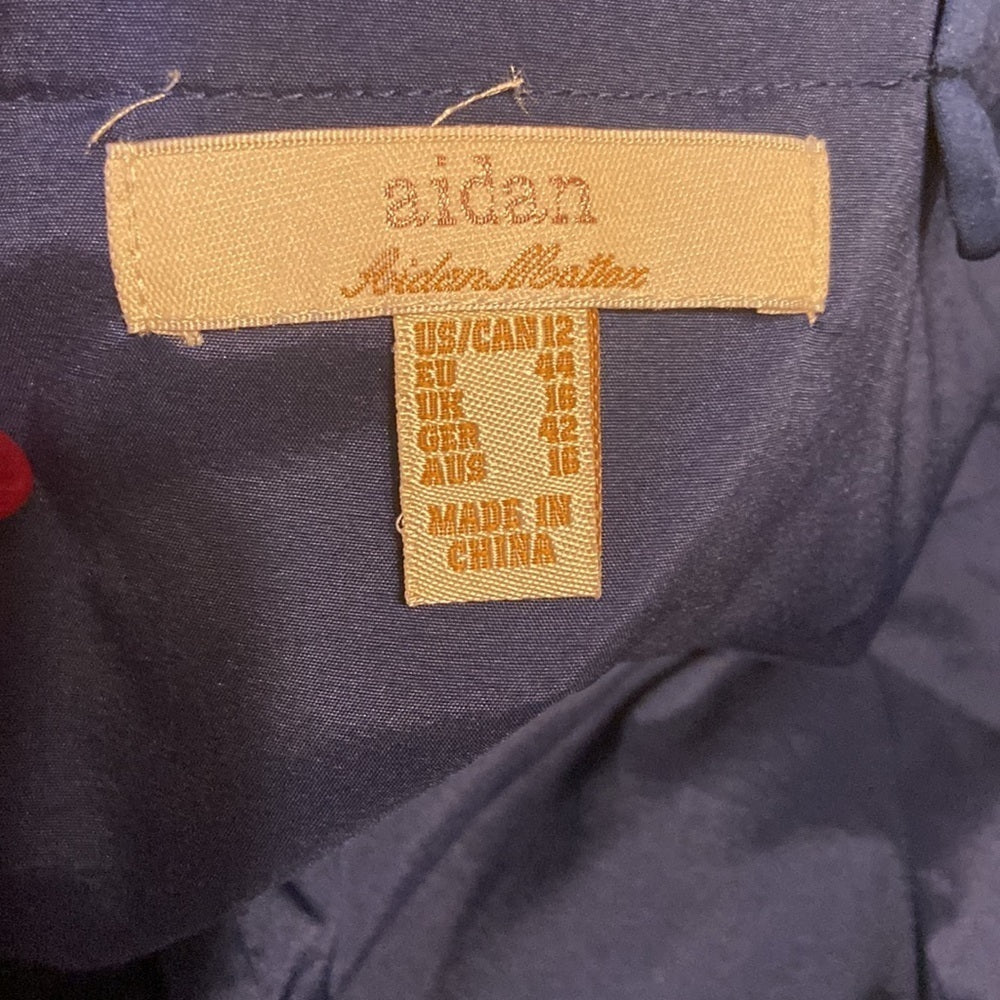 aidan
Aidan Mattox
US/CAN 12
EU 44
UK 16
GER 42
AUS 16
MADE IN
CHINA